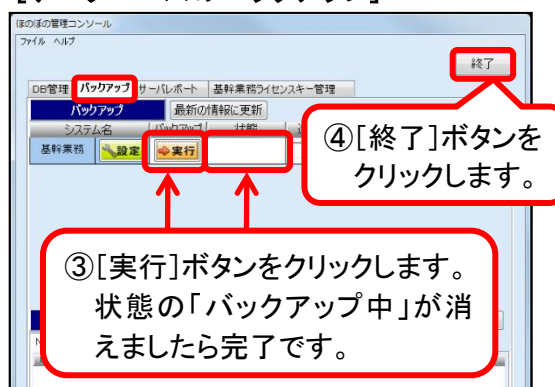 ほのぼの管理コンソール
ファイル ヘルプ
終了
DB管理 バックアップ サーバレポート 基幹業務ライセンスキー管理
バックアップ 最新の情報に更新
システム名 バックアップ 状態
基幹業務 設定 実行
④[終了]ボタンを
クリックします。
③[実行]ボタンをクリックします。
状態の「バックアップ中」が消
えましたら完了です。